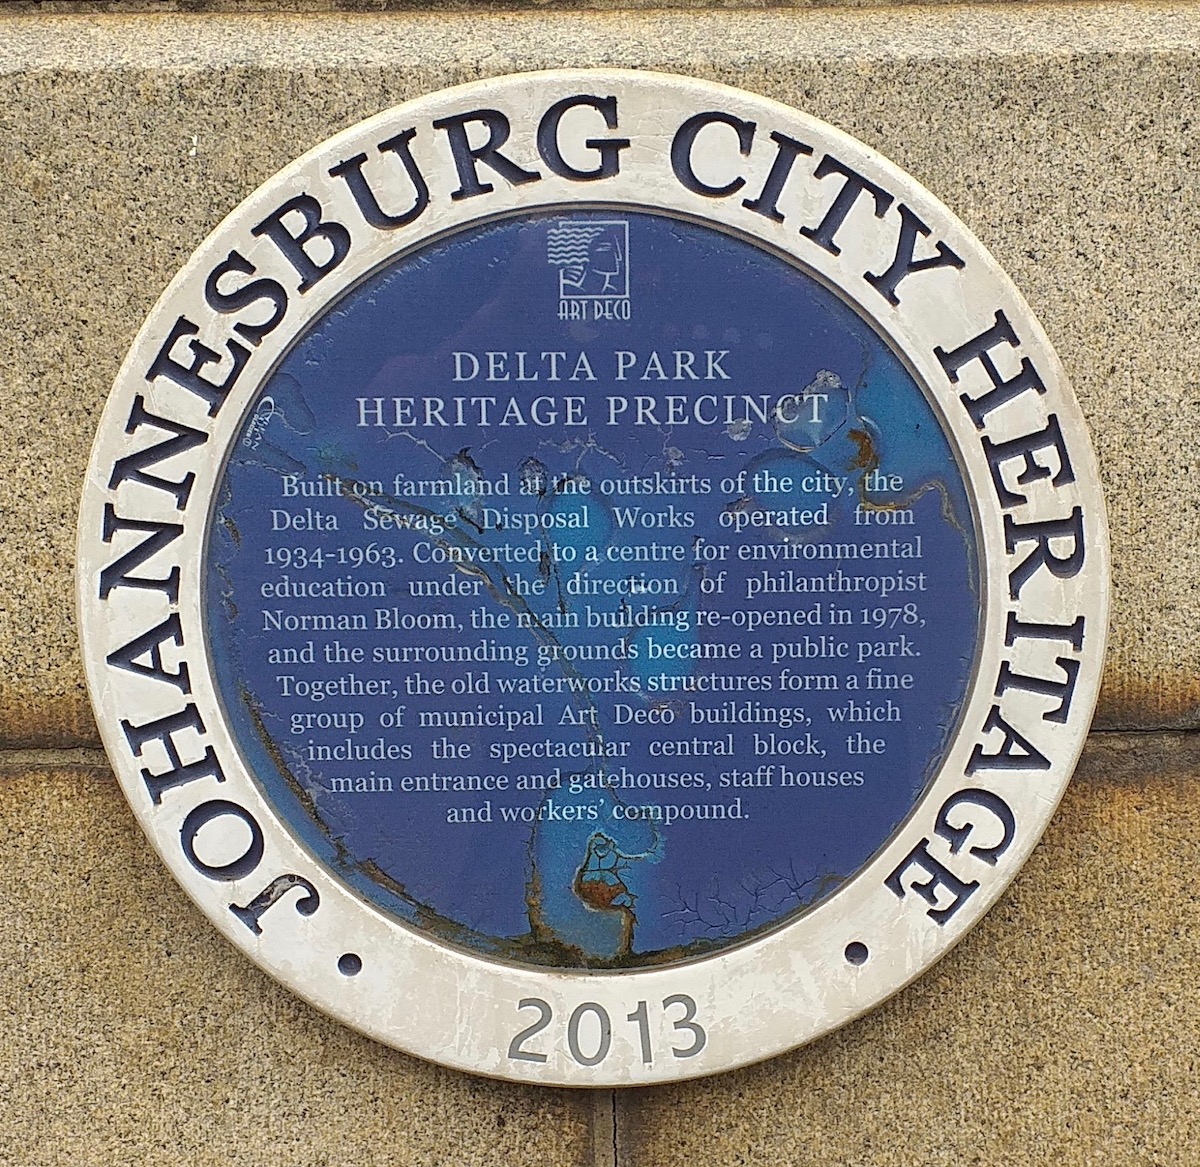 JOHANNESBURG CITY HERITAGE
ART DECO
DELTA PARK
HERITAGE PRECINCT
Built on farmland at the outskirts of the city, the
Delta Sewage Disposal Works operated from
1934-1963. Converted to a centre for environmental
education under the direction of philanthropist
Norman Bloom, the main building re-opened in 1978,
and the surrounding grounds became a public park.
Together, the old waterworks structures form a fine
group of municipal Art Deco buildings, which
includes the spectacular central block, the
main entrance and gatehouses, staff houses
and workers’ compound.
2013